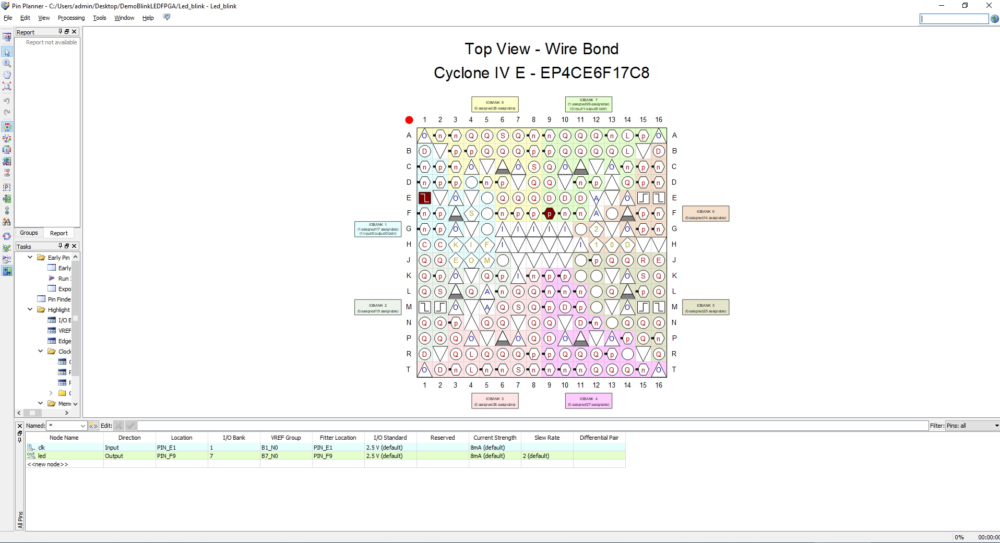 Pin Planner - C:/Users/admin/Desktop/DemoBlinkLEDFPGA/Led_blink - Led_blink
File Edit View Processing Tools Window Help
Report
Report not available
Groups Report
Tasks
Early Pin
Early
Run
Expo
Pin Finde
Highlight
I/O E
VREF
Edge
Clock
Mem
Top View - Wire Bond
Cyclone IV E - EP4CE6F17C8
IOBANK 8
(0 assigned/26 assignable)
IOBANK 7
(1 assigned/26 assignable)
(0 input/1 output/0 bidir)
1 2 3 4 5 6 7 8 9 10 11 12 13 14 15 16
A O n n Q Q S Q n n Q Q Q n L p O A
B D p p Q Q Q p p Q Q Q Q L D B
C n p n O O S Q O O n p n C
D n p p n p Q Q n p Q p n D
E O Q Q Q D D D A O E
F n p S n p p p n n A p n F
G n p O I I I I I 2 O p n G
H C C K I F I I 1 0 D H
J Q Q E O M p Q Q R E J
K Q p O Q p I n p p O S Q K
L Q S Q A n Q Q n n n Q p Q L
M O A Q S Q p D p O M
N Q Q p Q Q Q Q D n Q Q Q N
P Q Q Q O O Q D O O p Q n P
R D Q L Q Q Q p p Q Q Q p Q R
T O D n L n n S n n n n Q Q Q n O T
1 2 3 4 5 6 7 8 9 10 11 12 13 14 15 16
IOBANK 1
(1 assigned/17 assignable)
(1 input/0 output/0 bidir)
IOBANK 6
(0 assigned/14 assignable)
IOBANK 2
(0 assigned/19 assignable)
IOBANK 5
(0 assigned/25 assignable)
IOBANK 3
(0 assigned/26 assignable)
IOBANK 4
(0 assigned/27 assignable)
Named: * Edit: Filter: Pins: all
Node Name Direction Location I/O Bank VREF Group Fitter Location I/O Standard Reserved Current Strength Slew Rate Differential Pair
in clk Input PIN_E1 1 B1_N0 PIN_E1 2.5 V (default) 8mA (default)
out led Output PIN_F9 7 B7_N0 PIN_F9 2.5 V (default) 8mA (default) 2 (default)
<<new node>>
All Pins
0% 00:00:00